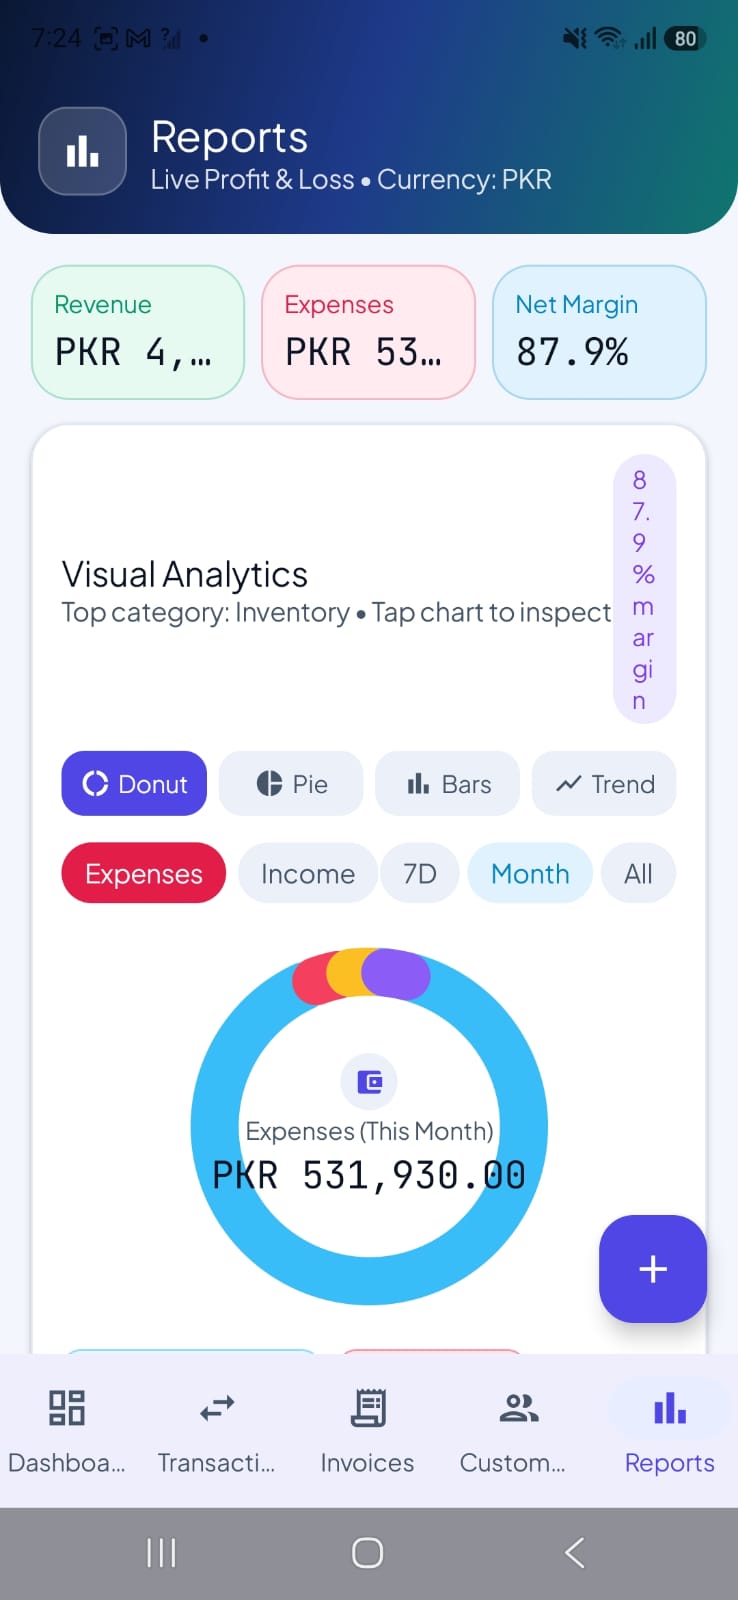 7:24
80
Reports
Live Profit & Loss • Currency: PKR
Revenue
PKR 4,...
Expenses
PKR 53...
Net Margin
87.9%
Visual Analytics
Top category: Inventory • Tap chart to inspect
8
7.
9
%
m
ar
gi
n
Donut
Pie
Bars
Trend
Expenses
Income
7D
Month
All
Expenses (This Month)
PKR 531,930.00
+
Dashboa...
Transacti...
Invoices
Custom...
Reports